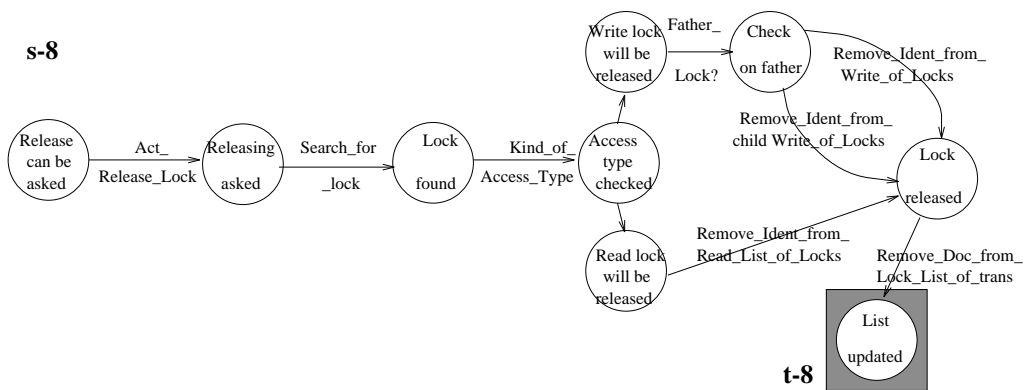 s-8
Release
can be
asked
Act_
Release_Lock
Releasing
asked
Search_for
_lock
Lock
found
Kind_of_
Access_Type
Access
type
checked
Write lock
will be
released
Father_
Lock?
Check
on father
Remove_Ident_from_
Write_of_Locks
Remove_Ident_from_
child Write_of_Locks
Read lock
will be
released
Remove_Ident_from_
Read_List_of_Locks
Lock
released
Remove_Doc_from_
Lock_List_of_trans
List
updated
t-8